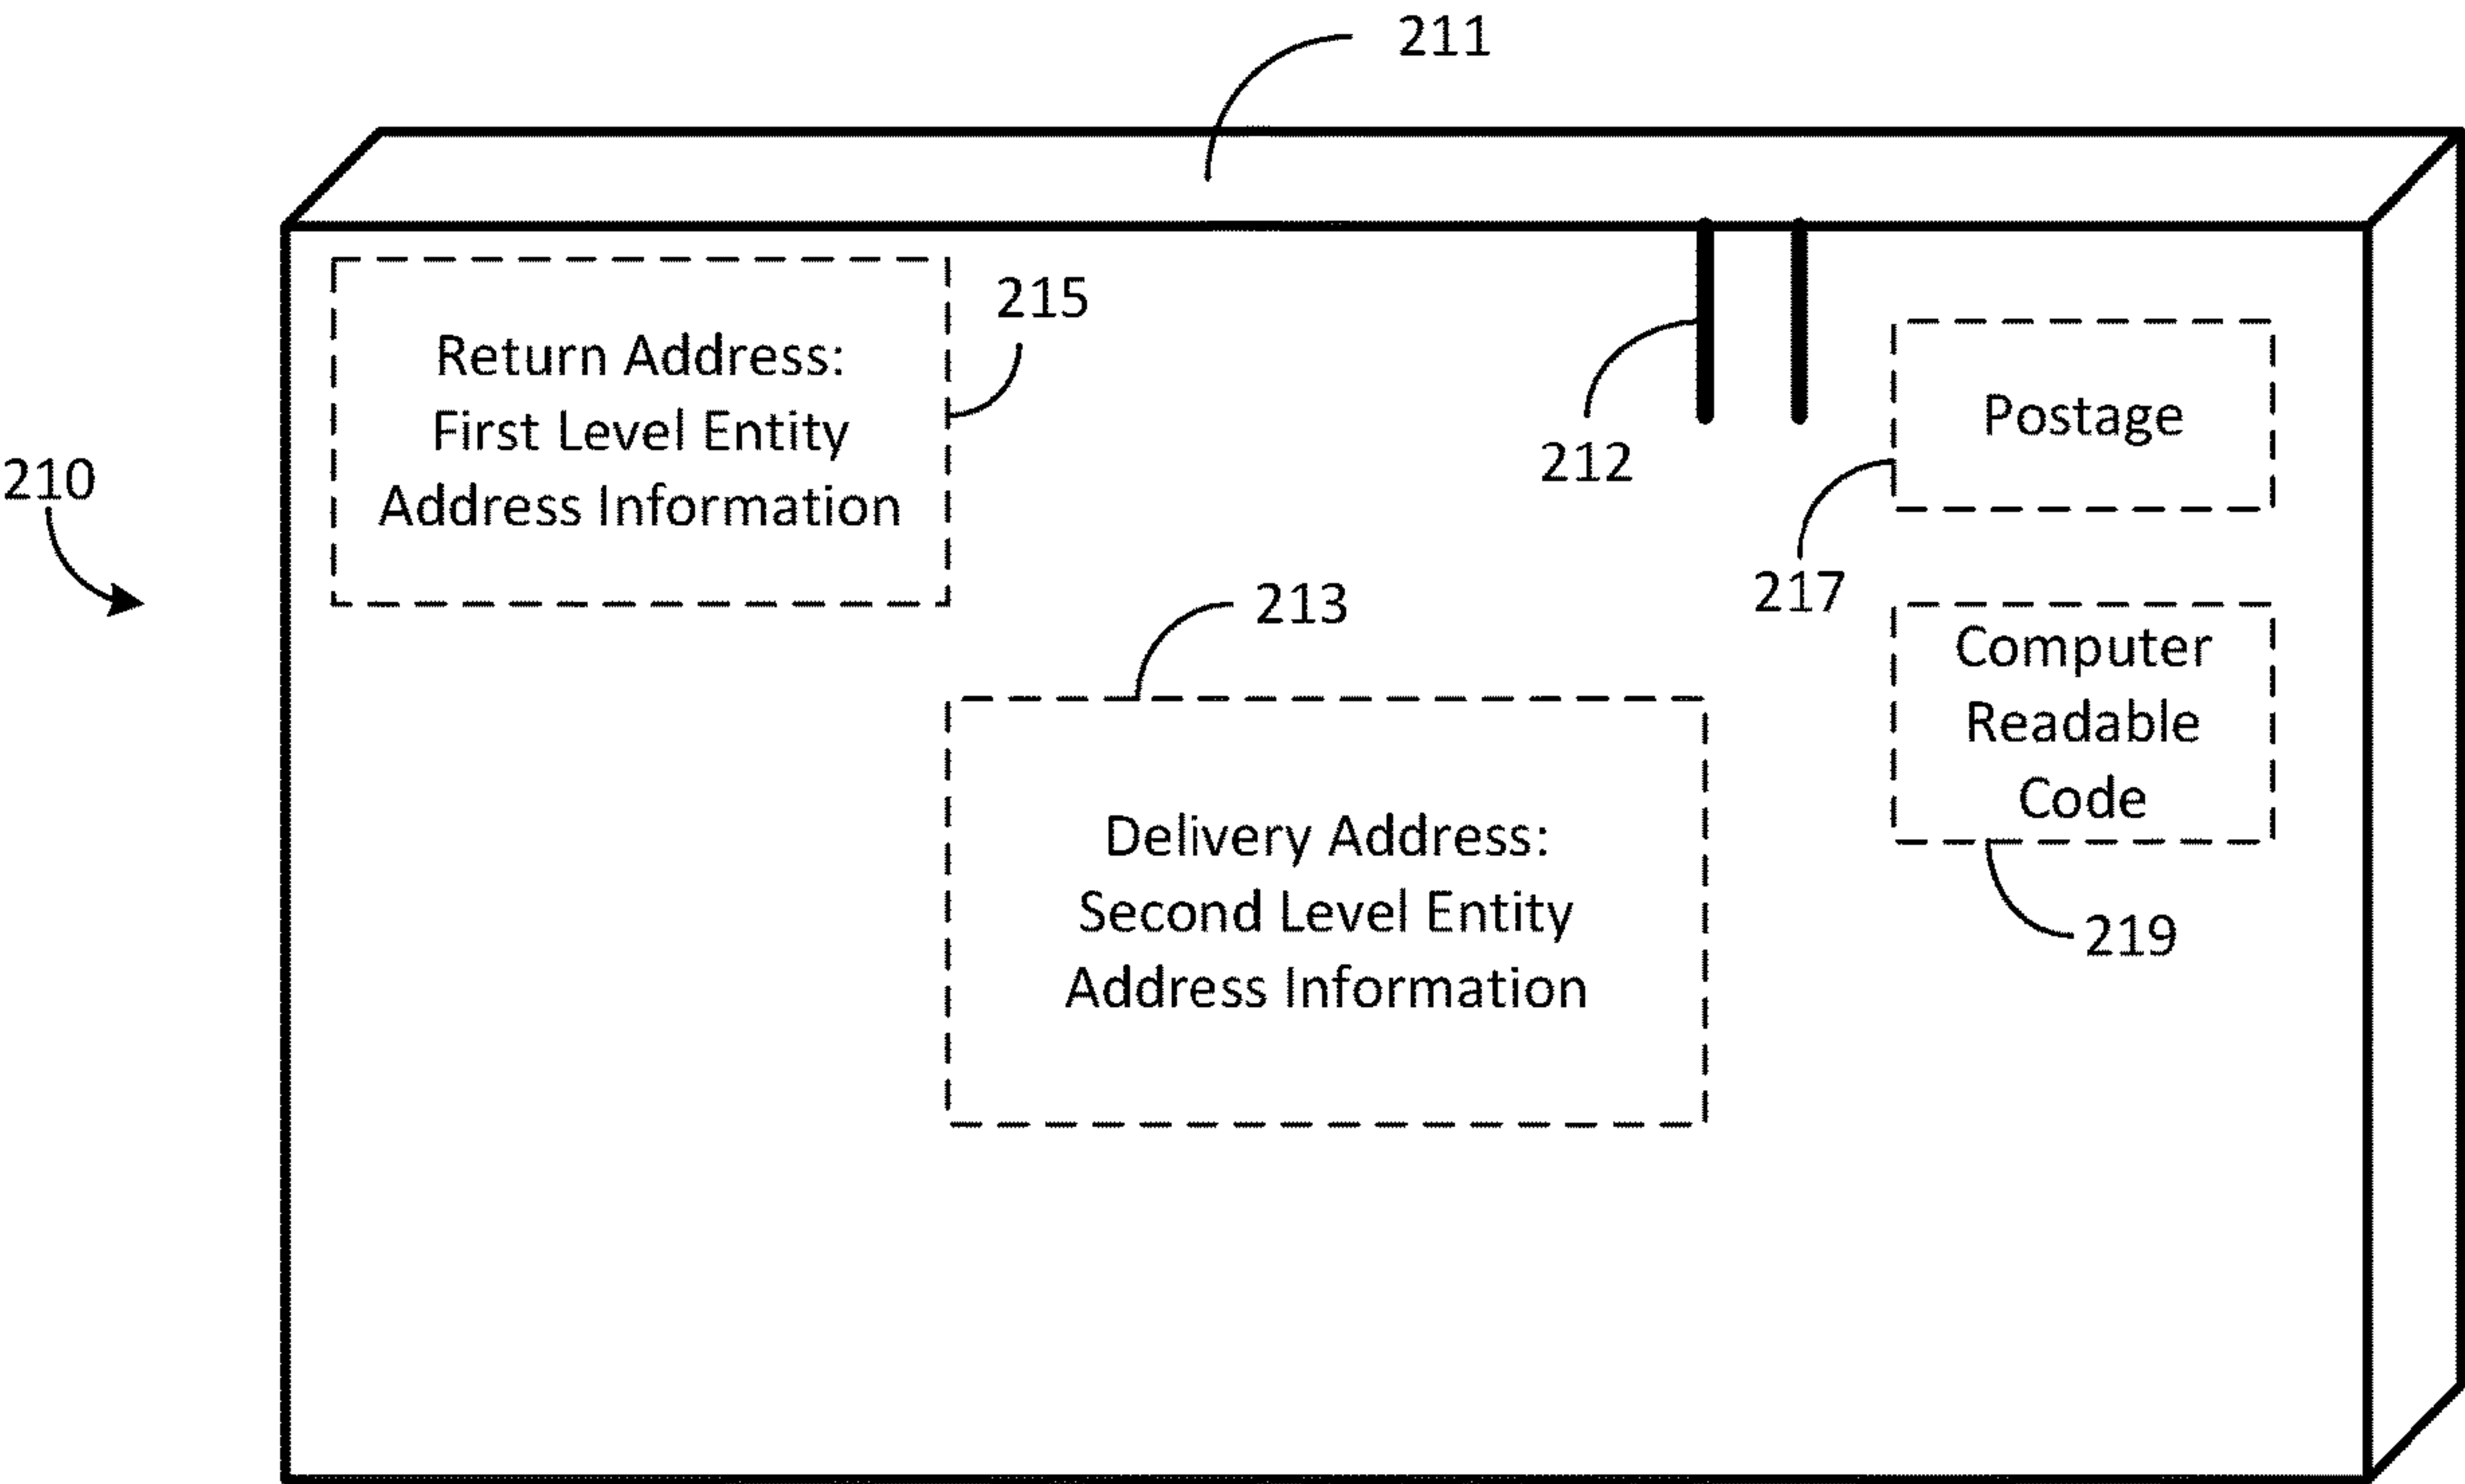 211
215
Return Address:
First Level Entity
Address Information
210
212
Postage
217
213
Computer
Readable
Code
219
Delivery Address:
Second Level Entity
Address Information